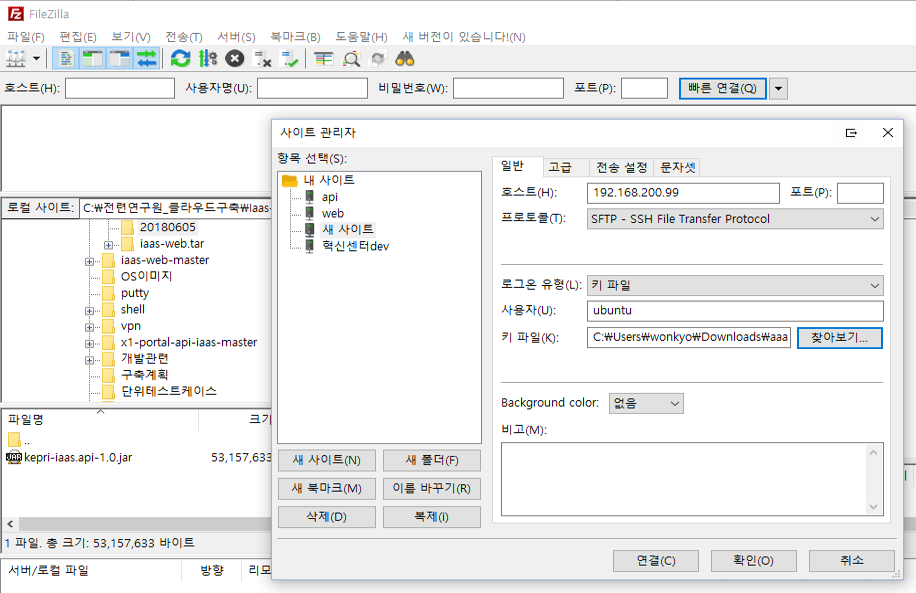 FileZilla
파일(F) 편집(E) 보기(V) 전송(T) 서버(S) 북마크(B) 도움말(H) 새 버전이 있습니다!(N)
호스트(H): 사용자명(U): 비밀번호(W): 포트(P): 빠른 연결(Q)
로컬 사이트: C:￦전련연구원_클라우드구축￦Iaas-
20180605
iaas-web.tar
iaas-web-master
OS이미지
putty
shell
vpn
x1-portal-api-iaas-master
개발관련
구축계획
단위테스트케이스
파일명 크기
..
kepri-iaas.api-1.0.jar 53,157,633
1 파일. 총 크기: 53,157,633 바이트
서버/로컬 파일 방향 리모
사이트 관리자
항목 선택(S):
내 사이트
api
web
새 사이트
혁신센터dev
새 사이트(N) 새 폴더(F)
새 북마크(M) 이름 바꾸기(R)
삭제(D) 복제(I)
일반 고급 전송 설정 문자셋
호스트(H): 192.168.200.99 포트(P):
프로토콜(T): SFTP - SSH File Transfer Protocol
로그온 유형(L): 키 파일
사용자(U): ubuntu
키 파일(K): C:￦Users￦wonkyo￦Downloads￦aaa 찾아보기...
Background color: 없음
비고(M):
연결(C) 확인(O) 취소